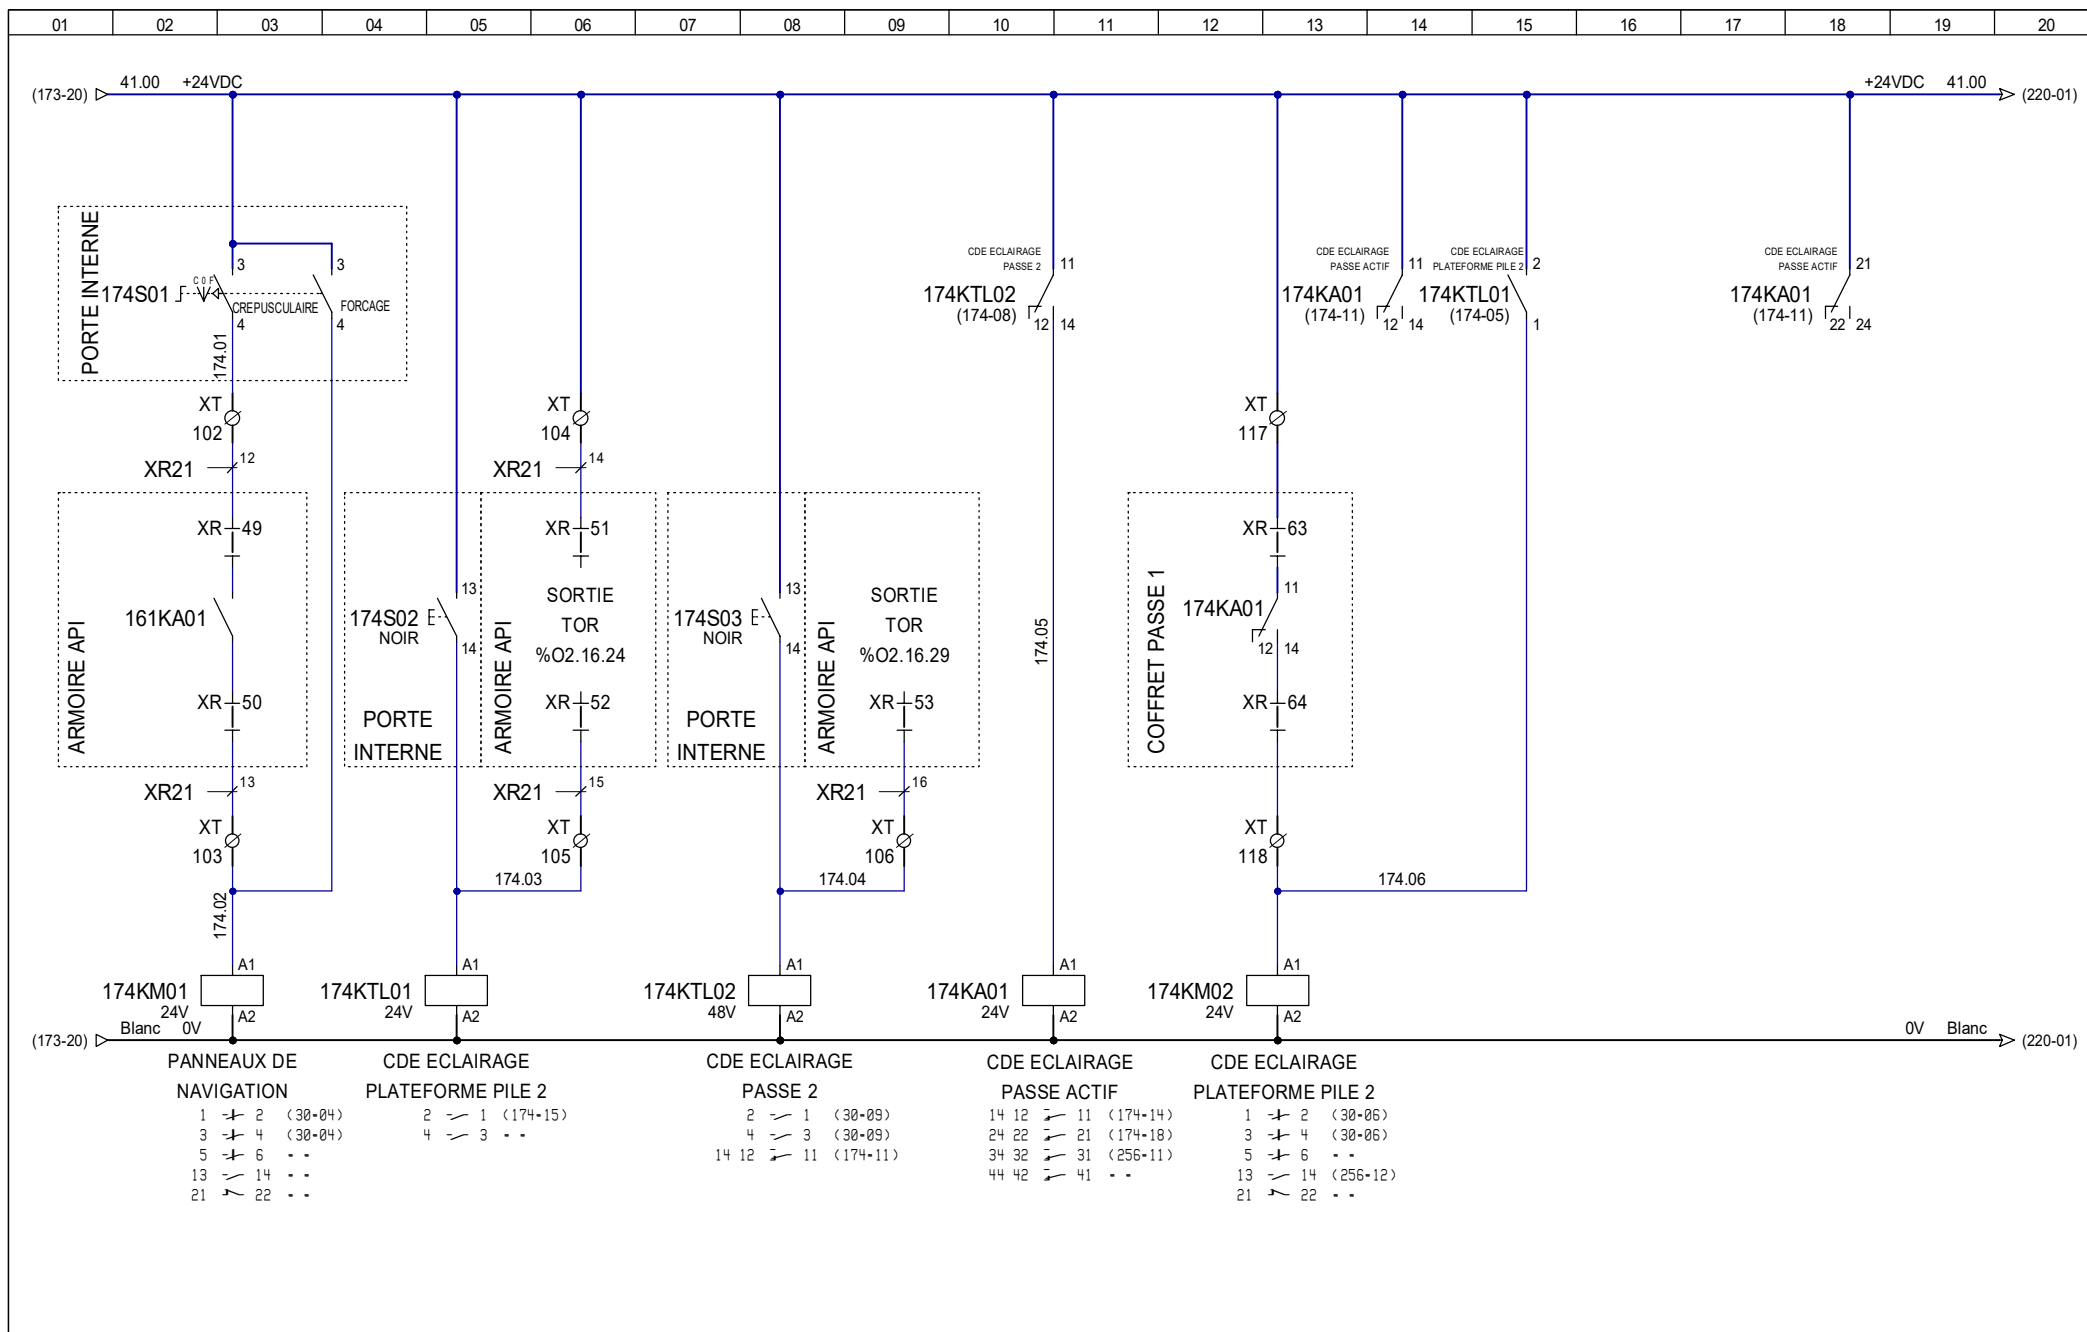 01 02 03 04 05 06 07 08 09 10 11 12 13 14 15 16 17 18 19 20
(173-20) 41.00 +24VDC
+24VDC 41.00 (220-01)
PORTE INTERNE
174S01
C 0 F
3
4
CREPUSCULAIRE
3
4
FORCAGE
174.01
XT
102
XR21
12
ARMOIRE API
XR 49
161KA01
XR 50
XR21
13
XT
103
174.02
174S02
NOIR
13
14
PORTE
INTERNE
XT
104
XR21
14
ARMOIRE API
XR 51
SORTIE
TOR
%O2.16.24
XR 52
XR21
15
XT
105
174.03
174S03
NOIR
13
14
PORTE
INTERNE
ARMOIRE API
SORTIE
TOR
%O2.16.29
XR 53
XR21
16
XT
106
174.04
CDE ECLAIRAGE
PASSE 2
174KTL02
(174-08)
11
12 14
174.05
XT
117
COFFRET PASSE 1
XR 63
174KA01
11
12 14
XR 64
XT
118
174.06
CDE ECLAIRAGE
PASSE ACTIF
174KA01
(174-11)
11
12 14
CDE ECLAIRAGE
PLATEFORME PILE 2
174KTL01
(174-05)
2
1
CDE ECLAIRAGE
PASSE ACTIF
174KA01
(174-11)
21
22 24
174KM01
24V
A1
A2
174KTL01
24V
A1
A2
174KTL02
48V
A1
A2
174KA01
24V
A1
A2
174KM02
24V
A1
A2
(173-20) Blanc 0V
0V Blanc (220-01)
PANNEAUX DE
NAVIGATION
1 2 (30-04)
3 4 (30-04)
5 6 - -
13 14 - -
21 22 - -
CDE ECLAIRAGE
PLATEFORME PILE 2
2 1 (174-15)
4 3 - -
CDE ECLAIRAGE
PASSE 2
2 1 (30-09)
4 3 (30-09)
14 12 11 (174-11)
CDE ECLAIRAGE
PASSE ACTIF
14 12 11 (174-14)
24 22 21 (174-18)
34 32 31 (256-11)
44 42 41 - -
CDE ECLAIRAGE
PLATEFORME PILE 2
1 2 (30-06)
3 4 (30-06)
5 6 - -
13 14 (256-12)
21 22 - -